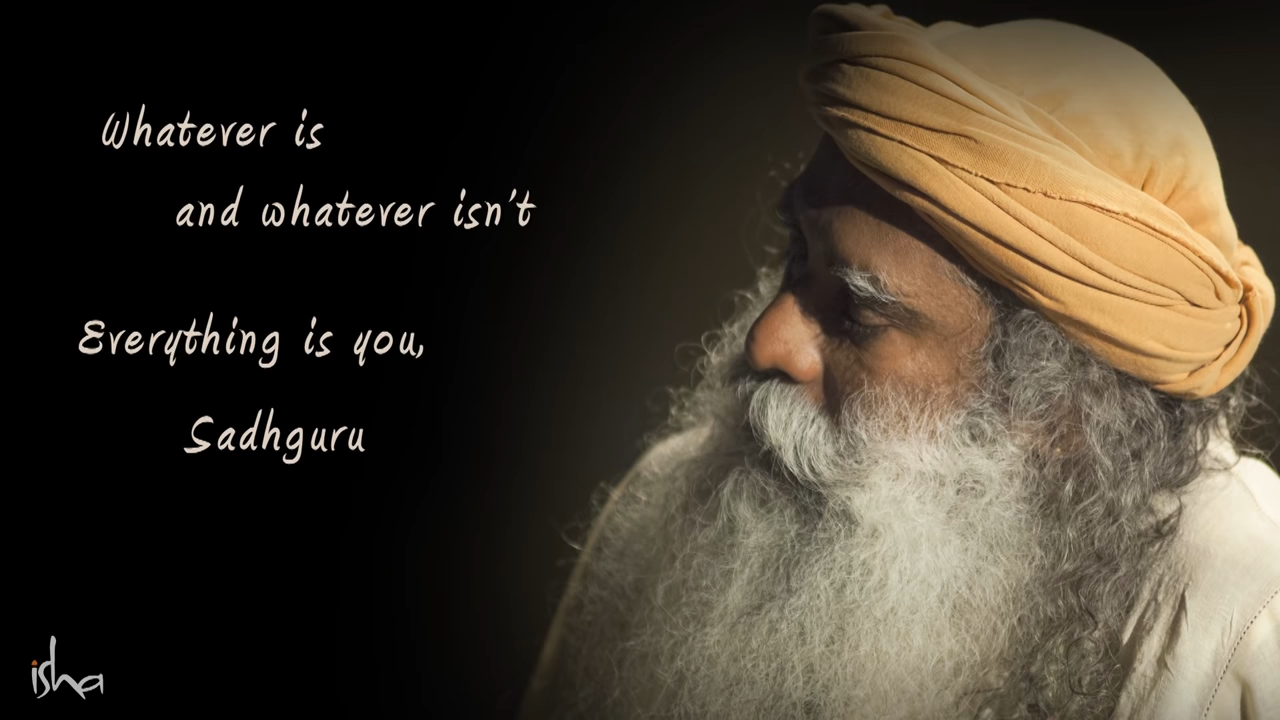 Whatever is
and whatever isn't
Everything is you,
Sadhguru
isha